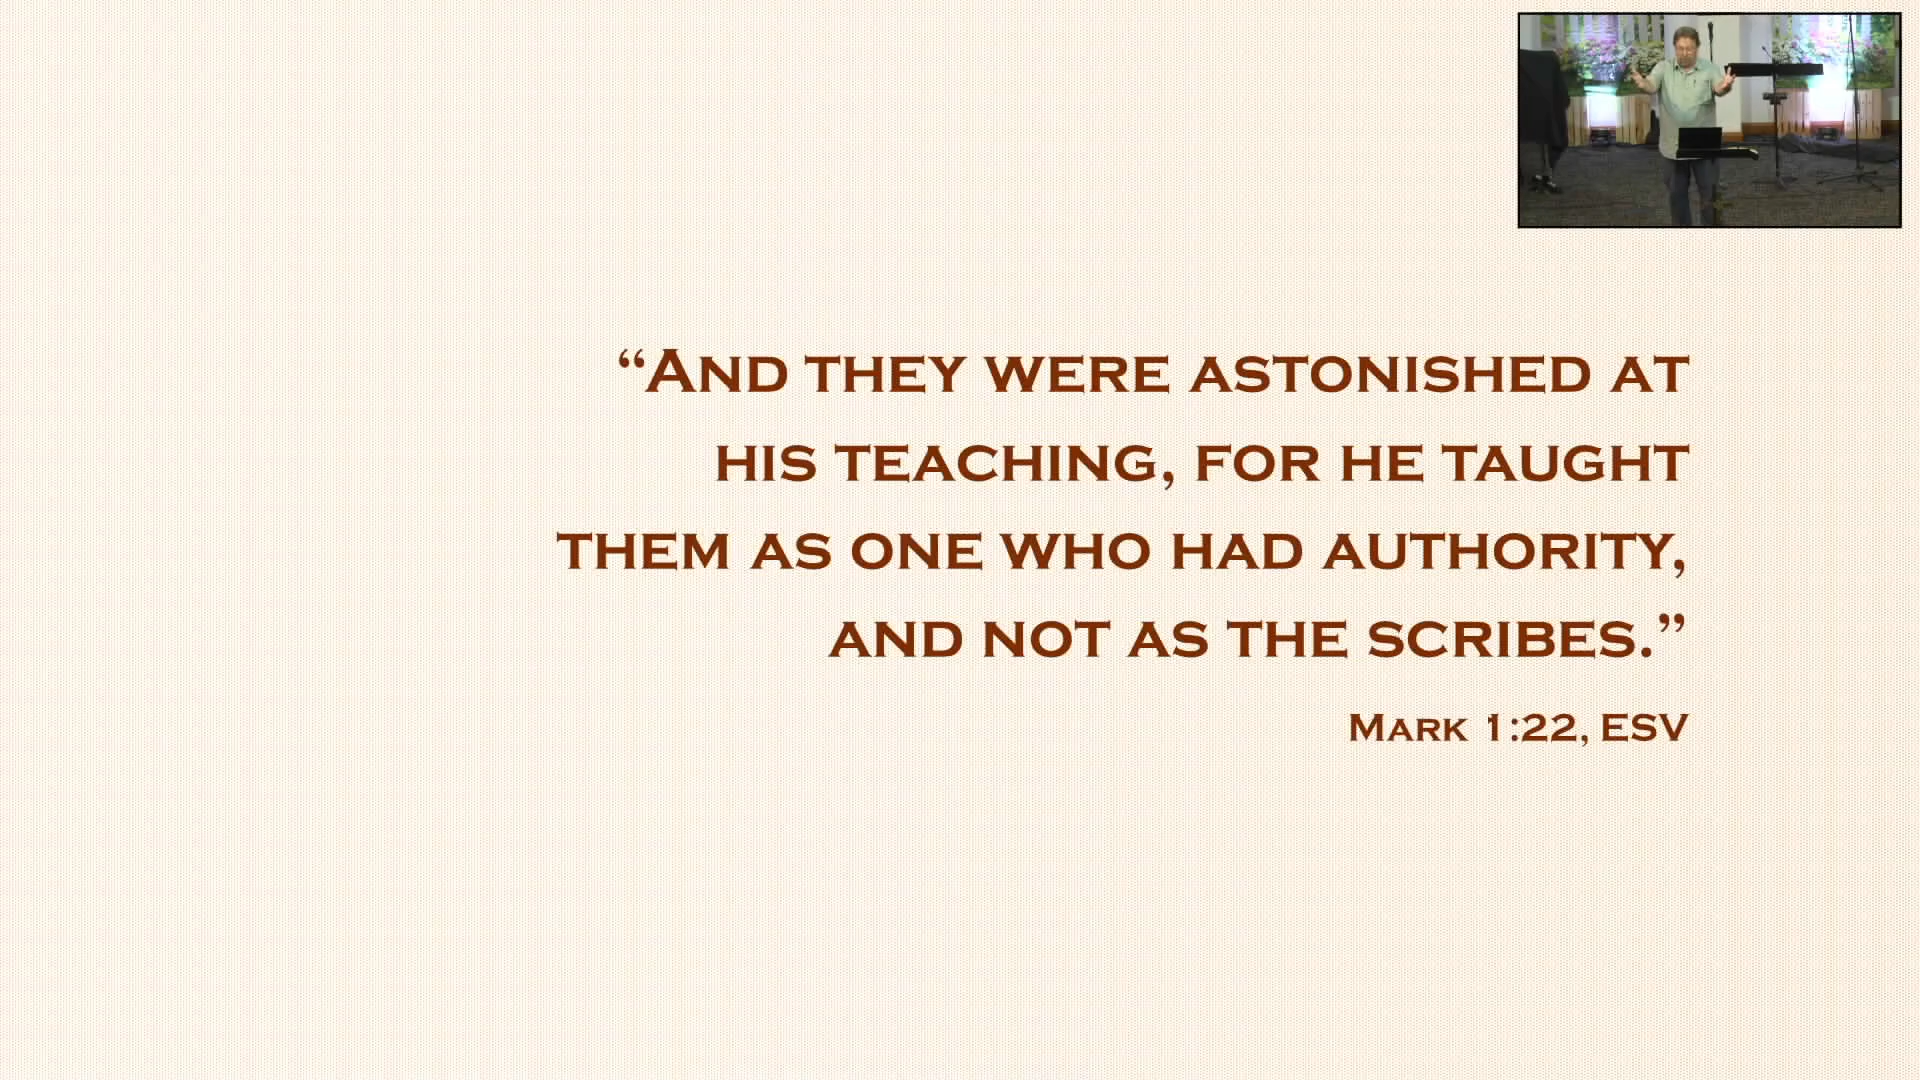 “And they were astonished at
his teaching, for he taught
them as one who had authority,
and not as the scribes.”
Mark 1:22, ESV